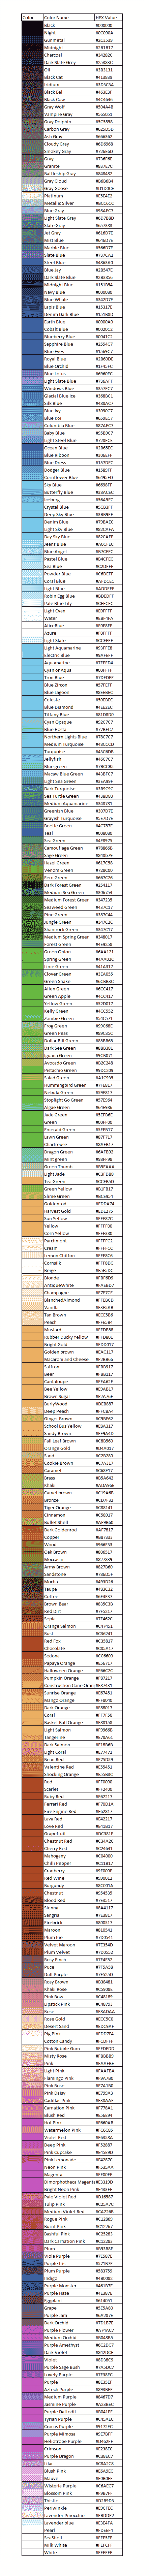 Color Color Name HEX Value
Black #000000
Night #0C090A
Gunmetal #2C3539
Midnight #2B1B17
Charcoal #34282C
Dark Slate Grey #25383C
Oil #3B3131
Black Cat #413839
Iridium #3D3C3A
Black Eel #463E3F
Black Cow #4C4646
Gray Wolf #504A4B
Vampire Gray #565051
Gray Dolphin #5C5858
Carbon Gray #625D5D
Ash Gray #666362
Cloudy Gray #6D6968
Smokey Gray #726E6D
Gray #736F6E
Granite #837E7C
Battleship Gray #848482
Gray Cloud #B6B6B4
Gray Goose #D1D0CE
Platinum #E5E4E2
Metallic Silver #BCC6CC
Blue Gray #98AFC7
Light Slate Gray #6D7B8D
Slate Gray #657383
Jet Gray #616D7E
Mist Blue #646D7E
Marble Blue #566D7E
Slate Blue #737CA1
Steel Blue #4863A0
Blue Jay #2B547E
Dark Slate Blue #2B3856
Midnight Blue #151B54
Navy Blue #000080
Blue Whale #342D7E
Lapis Blue #15317E
Denim Dark Blue #151B8D
Earth Blue #0000A0
Cobalt Blue #0020C2
Blueberry Blue #0041C2
Sapphire Blue #2554C7
Blue Eyes #1569C7
Royal Blue #2B60DE
Blue Orchid #1F45FC
Blue Lotus #6960EC
Light Slate Blue #736AFF
Windows Blue #357EC7
Glacial Blue Ice #368BC1
Silk Blue #488AC7
Blue Ivy #3090C7
Blue Koi #659EC7
Columbia Blue #87AFC7
Baby Blue #95B9C7
Light Steel Blue #728FCE
Ocean Blue #2B65EC
Blue Ribbon #306EFF
Blue Dress #157DEC
Dodger Blue #1589FF
Cornflower Blue #6495ED
Sky Blue #6698FF
Butterfly Blue #38ACEC
Iceberg #56A5EC
Crystal Blue #5CB3FF
Deep Sky Blue #3BB9FF
Denim Blue #79BAEC
Light Sky Blue #82CAFA
Day Sky Blue #82CAFF
Jeans Blue #A0CFEC
Blue Angel #B7CEEC
Pastel Blue #B4CFEC
Sea Blue #C2DFFF
Powder Blue #C6DEFF
Coral Blue #AFDCEC
Light Blue #ADDFFF
Robin Egg Blue #BDEDFF
Pale Blue Lily #CFECEC
Light Cyan #E0FFFF
Water #EBF4FA
AliceBlue #F0F8FF
Azure #F0FFFF
Light Slate #CCFFFF
Light Aquamarine #93FFE8
Electric Blue #9AFEFF
Aquamarine #7FFFD4
Cyan or Aqua #00FFFF
Tron Blue #7DFDFE
Blue Zircon #57FEFF
Blue Lagoon #8EEBEC
Celeste #50EBEC
Blue Diamond #4EE2EC
Tiffany Blue #81D8D0
Cyan Opaque #92C7C7
Blue Hosta #77BFC7
Northern Lights Blue #78C7C7
Medium Turquoise #48CCCD
Turquoise #43C6DB
Jellyfish #46C7C7
Blue green #7BCCB5
Macaw Blue Green #43BFC7
Light Sea Green #3EA99F
Dark Turquoise #3B9C9C
Sea Turtle Green #438D80
Medium Aquamarine #348781
Greenish Blue #307D7E
Grayish Turquoise #5E7D7E
Beetle Green #4C787E
Teal #008080
Sea Green #4E8975
Camouflage Green #78866B
Sage Green #848b79
Hazel Green #617C58
Venom Green #728C00
Fern Green #667C26
Dark Forest Green #254117
Medium Sea Green #306754
Medium Forest Green #347235
Seaweed Green #437C17
Pine Green #387C44
Jungle Green #347C2C
Shamrock Green #347C17
Medium Spring Green #348017
Forest Green #4E9258
Green Onion #6AA121
Spring Green #4AA02C
Lime Green #41A317
Clover Green #3EA055
Green Snake #6CBB3C
Alien Green #6CC417
Green Apple #4CC417
Yellow Green #52D017
Kelly Green #4CC552
Zombie Green #54C571
Frog Green #99C68E
Green Peas #89C35C
Dollar Bill Green #85BB65
Dark Sea Green #8BB381
Iguana Green #9CB071
Avocado Green #B2C248
Pistachio Green #9DC209
Salad Green #A1C935
Hummingbird Green #7FE817
Nebula Green #59E817
Stoplight Go Green #57E964
Algae Green #64E986
Jade Green #5EFB6E
Green #00FF00
Emerald Green #5FFB17
Lawn Green #87F717
Chartreuse #8AFB17
Dragon Green #6AFB92
Mint green #98FF98
Green Thumb #B5EAAA
Light Jade #C3FDB8
Tea Green #CCFB5D
Green Yellow #B1FB17
Slime Green #BCE954
Goldenrod #EDDA74
Harvest Gold #EDE275
Sun Yellow #FFE87C
Yellow #FFFF00
Corn Yellow #FFF380
Parchment #FFFFC2
Cream #FFFFCC
Lemon Chiffon #FFF8C6
Cornsilk #FFF8DC
Beige #F5F5DC
Blonde #FBF6D9
AntiqueWhite #FAEBD7
Champagne #F7E7CE
BlanchedAlmond #FFEBCD
Vanilla #F3E5AB
Tan Brown #ECE5B6
Peach #FFE5B4
Mustard #FFDB58
Rubber Ducky Yellow #FFD801
Bright Gold #FDD017
Golden brown #EAC117
Macaroni and Cheese #F2BB66
Saffron #FBB917
Beer #FBB117
Cantaloupe #FFA62F
Bee Yellow #E9AB17
Brown Sugar #E2A76F
BurlyWood #DEB887
Deep Peach #FFCBA4
Ginger Brown #C9BE62
School Bus Yellow #E8A317
Sandy Brown #EE9A4D
Fall Leaf Brown #C8B560
Orange Gold #D4A017
Sand #C2B280
Cookie Brown #C7A317
Caramel #C68E17
Brass #B5A642
Khaki #ADA96E
Camel brown #C19A6B
Bronze #CD7F32
Tiger Orange #C88141
Cinnamon #C58917
Bullet Shell #AF9B60
Dark Goldenrod #AF7817
Copper #B87333
Wood #966F33
Oak Brown #806517
Moccasin #827839
Army Brown #827B60
Sandstone #786D5F
Mocha #493D26
Taupe #483C32
Coffee #6F4E37
Brown Bear #835C3B
Red Dirt #7F5217
Sepia #7F462C
Orange Salmon #C47451
Rust #C36241
Red Fox #C35817
Chocolate #C85A17
Sedona #CC6600
Papaya Orange #E56717
Halloween Orange #E66C2C
Pumpkin Orange #F87217
Construction Cone Orange #F87431
Sunrise Orange #E67451
Mango Orange #FF8040
Dark Orange #F88017
Coral #FF7F50
Basket Ball Orange #F88158
Light Salmon #F9966B
Tangerine #E78A61
Dark Salmon #E18B6B
Light Coral #E77471
Bean Red #F75D59
Valentine Red #E55451
Shocking Orange #E55B3C
Red #FF0000
Scarlet #FF2400
Ruby Red #F62217
Ferrari Red #F70D1A
Fire Engine Red #F62817
Lava Red #E42217
Love Red #E41B17
Grapefruit #DC381F
Chestnut Red #C34A2C
Cherry Red #C24641
Mahogany #C04000
Chilli Pepper #C11B17
Cranberry #9F000F
Red Wine #990012
Burgundy #8C001A
Chestnut #954535
Blood Red #7E3517
Sienna #8A4117
Sangria #7E3817
Firebrick #800517
Maroon #810541
Plum Pie #7D0541
Velvet Maroon #7E354D
Plum Velvet #7D0552
Rosy Finch #7F4E52
Puce #7F5A58
Dull Purple #7F525D
Rosy Brown #B38481
Khaki Rose #C5908E
Pink Bow #C48189
Lipstick Pink #C48793
Rose #E8ADAA
Rose Gold #ECC5C0
Desert Sand #EDC9AF
Pig Pink #FDD7E4
Cotton Candy #FCDFFF
Pink Bubble Gum #FFDFDD
Misty Rose #FBBBB9
Pink #FAAFBE
Light Pink #FAAFBA
Flamingo Pink #F9A7B0
Pink Rose #E7A1B0
Pink Daisy #E799A3
Cadillac Pink #E38AAE
Carnation Pink #F778A1
Blush Red #E56E94
Hot Pink #F660AB
Watermelon Pink #FC6C85
Violet Red #F6358A
Deep Pink #F52887
Pink Cupcake #E45E9D
Pink Lemonade #E4287C
Neon Pink #F535AA
Magenta #FF00FF
Dimorphotheca Magenta #E3319D
Bright Neon Pink #F433FF
Pale Violet Red #D16587
Tulip Pink #C25A7C
Medium Violet Red #CA226B
Rogue Pink #C12869
Burnt Pink #C12267
Bashful Pink #C25283
Dark Carnation Pink #C12283
Plum #B93B8F
Viola Purple #7E587E
Purple Iris #571B7E
Plum Purple #583759
Indigo #4B0082
Purple Monster #461B7E
Purple Haze #4E387E
Eggplant #614051
Grape #5E5A80
Purple Jam #6A287E
Dark Orchid #7D1B7E
Purple Flower #A74AC7
Medium Orchid #B048B5
Purple Amethyst #6C2DC7
Dark Violet #842DCE
Violet #8D38C9
Purple Sage Bush #7A5DC7
Lovely Purple #7F38EC
Purple #8E35EF
Aztech Purple #893BFF
Medium Purple #8467D7
Jasmine Purple #A23BEC
Purple Daffodil #B041FF
Tyrian Purple #C45AEC
Crocus Purple #9172EC
Purple Mimosa #9E7BFF
Heliotrope Purple #D462FF
Crimson #E238EC
Purple Dragon #C38EC7
Lilac #C8A2C8
Blush Pink #E6A9EC
Mauve #E0B0FF
Wisteria Purple #C6AEC7
Blossom Pink #F9B7FF
Thistle #D2B9D3
Periwinkle #E9CFEC
Lavender Pinocchio #EBDDE2
Lavender blue #E3E4FA
Pearl #FDEEF4
SeaShell #FFF5EE
Milk White #FEFCFF
White #FFFFFF